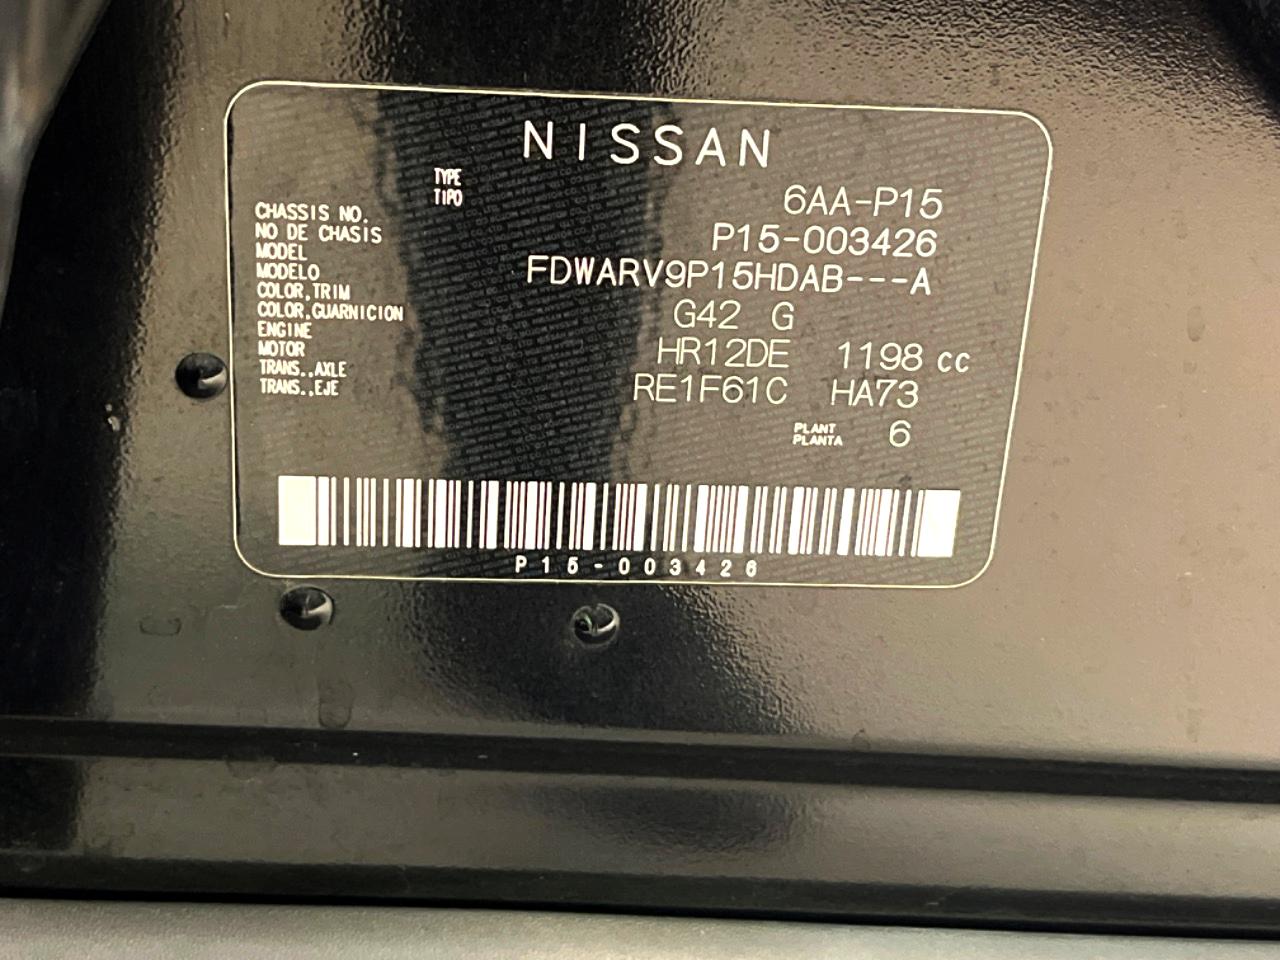 NISSAN
TYPE
TIPO
6AA-P15
CHASSIS NO.
NO DE CHASIS
P15-003426
MODEL
MODELO
FDWARV9P15HDAB---A
COLOR,TRIM
COLOR,GUARNICION
G42 G
ENGINE
MOTOR
HR12DE 1198 cc
TRANS.,AXLE
TRANS.,EJE
RE1F61C HA73
PLANT
PLANTA
6
P15-003426